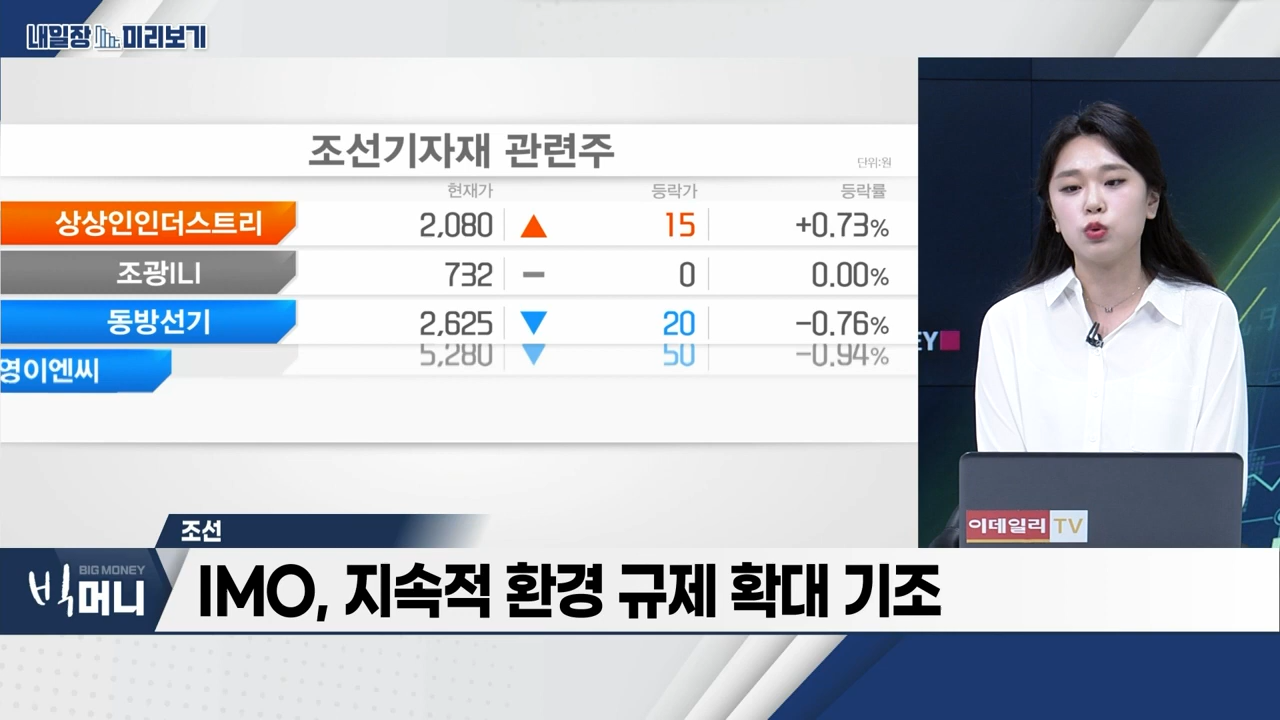 내일장 미리보기
조선기자재 관련주
단위:원
현재가 등락가 등락률
상상인인더스트리 2,080 ▲ 15 +0.73%
조광ILI 732 － 0 0.00%
동방선기 2,625 ▼ 20 -0.76%
영이엔씨 5,280 ▼ 50 -0.94%
EY
이데일리 TV
조선
BIG MONEY
빅머니
IMO, 지속적 환경 규제 확대 기조